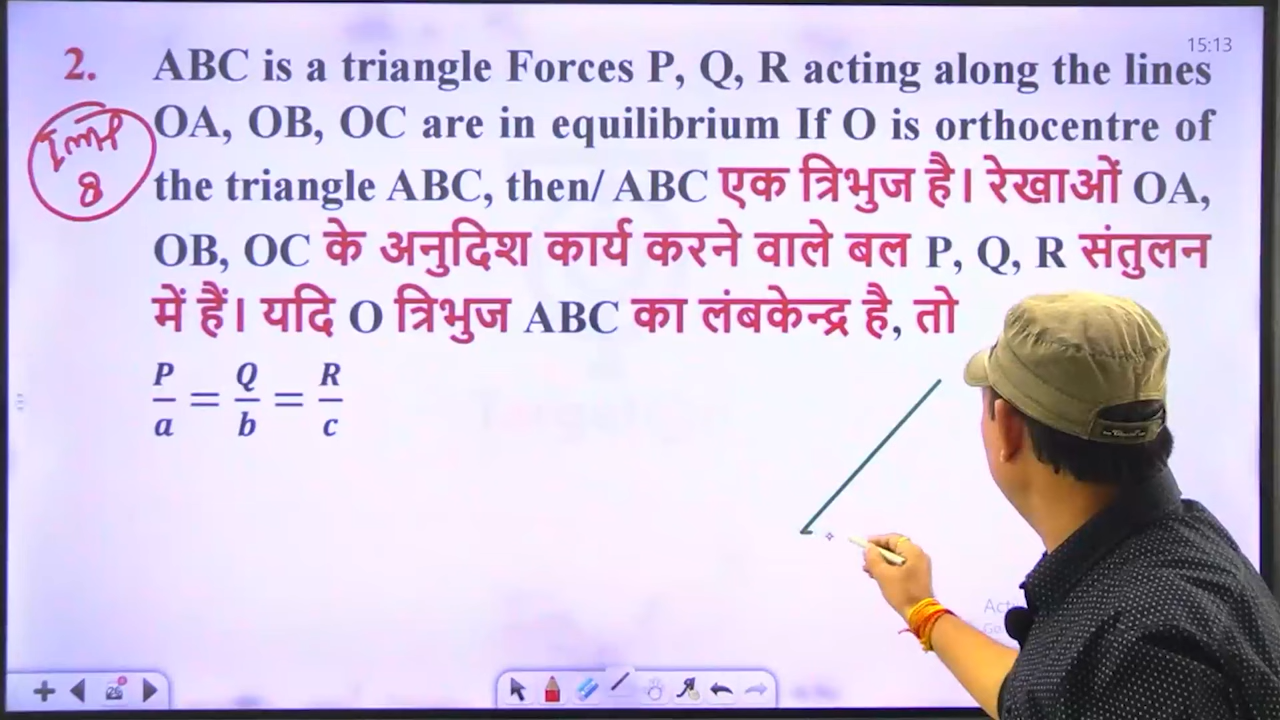 15:13
2. ABC is a triangle Forces P, Q, R acting along the lines
Imp
8
OA, OB, OC are in equilibrium If O is orthocentre of
the triangle ABC, then/ ABC एक त्रिभुज है। रेखाओं OA,
OB, OC के अनुदिश कार्य करने वाले बल P, Q, R संतुलन
में हैं। यदि O त्रिभुज ABC का लंबकेन्द्र है, तो
P/a = Q/b = R/c